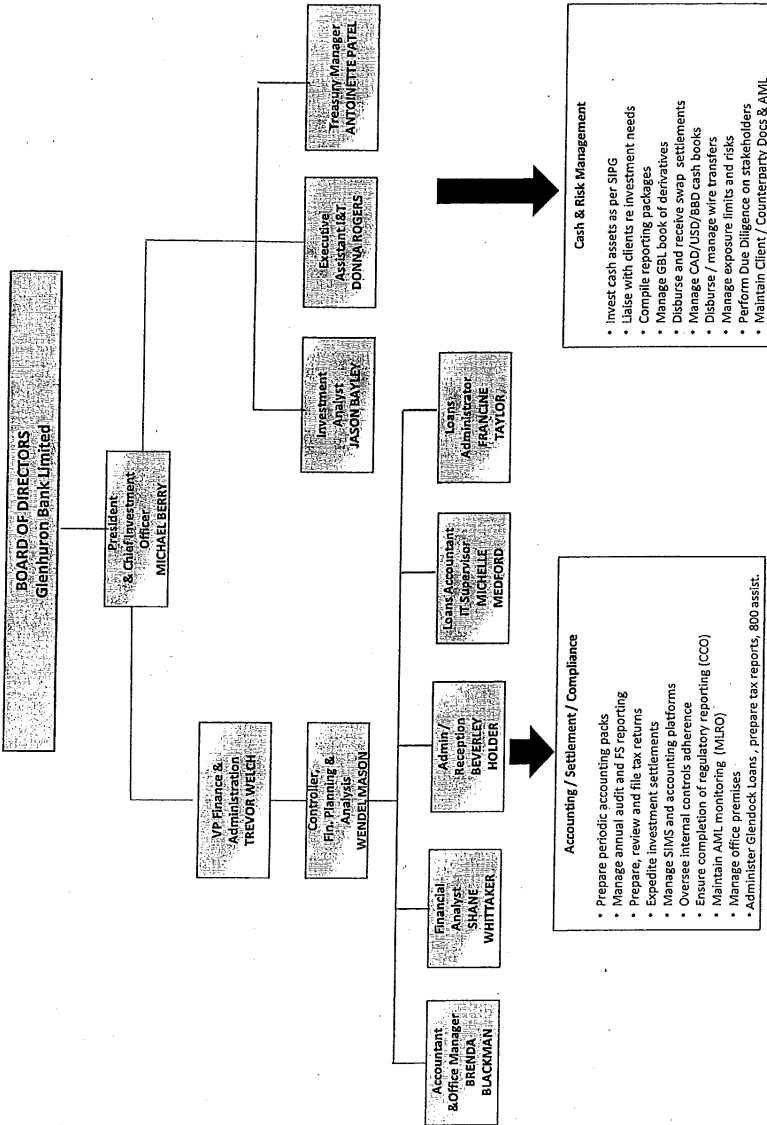 BOARD OF DIRECTORS
Glenhuron Bank Limited
President
& Chief Investment
Officer
MICHAEL BERRY
VP Finance &
Administration
TREVOR WELCH
Controller,
Fin. Planning &
Analysis
WENDEL MASON
Investment
Analyst
JASON BAYLEY
Executive
Assistant I&T
DONNA ROGERS
Treasury Manager
ANTOINETTE PATEL
Accountant
&Office Manager
BRENDA
BLACKMAN
Financial
Analyst
SHANE
WHITTAKER
Admin /
Reception
BEVERLEY
HOLDER
Loans Accountant
IT Supervisor
MICHELLE
MEDFORD
Loans
Administrator
FRANCINE
TAYLOR
Accounting / Settlement / Compliance
• Prepare periodic accounting packs
• Manage annual audit and FS reporting
• Prepare, review and file tax returns
• Expedite investment settlements
• Manage SIMS and accounting platforms
• Oversee internal controls adherence
• Ensure completion of regulatory reporting (CCO)
• Maintain AML monitoring (MLRO)
• Manage office premises
• Administer Glendock Loans, prepare tax reports, 800 assist.
Cash & Risk Management
• Invest cash assets as per SIPG
• Liaise with clients re investment needs
• Compile reporting packages
• Manage GBL book of derivatives
• Disburse and receive swap settlements
• Manage CAD/USD/BBD cash books
• Disburse / manage wire transfers
• Manage exposure limits and risks
• Perform Due Diligence on stakeholders
• Maintain Client / Counterparty Docs & AML